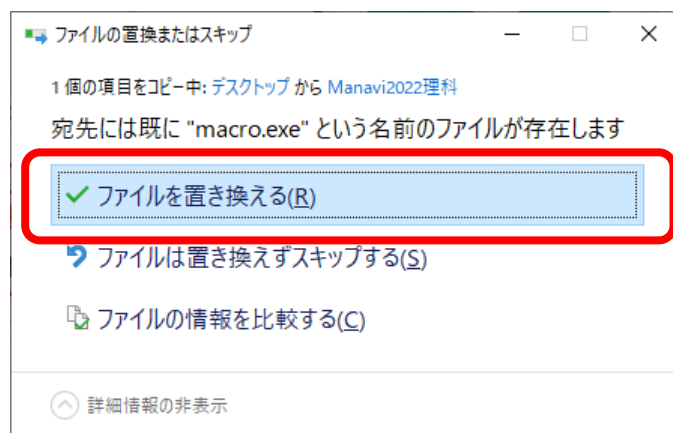 ファイルの置換またはスキップ
1 個の項目をコピー中: デスクトップ から Manavi2022理科
宛先には既に "macro.exe" という名前のファイルが存在します
ファイルを置き換える(R)
ファイルは置き換えずスキップする(S)
ファイルの情報を比較する(C)
詳細情報の非表示